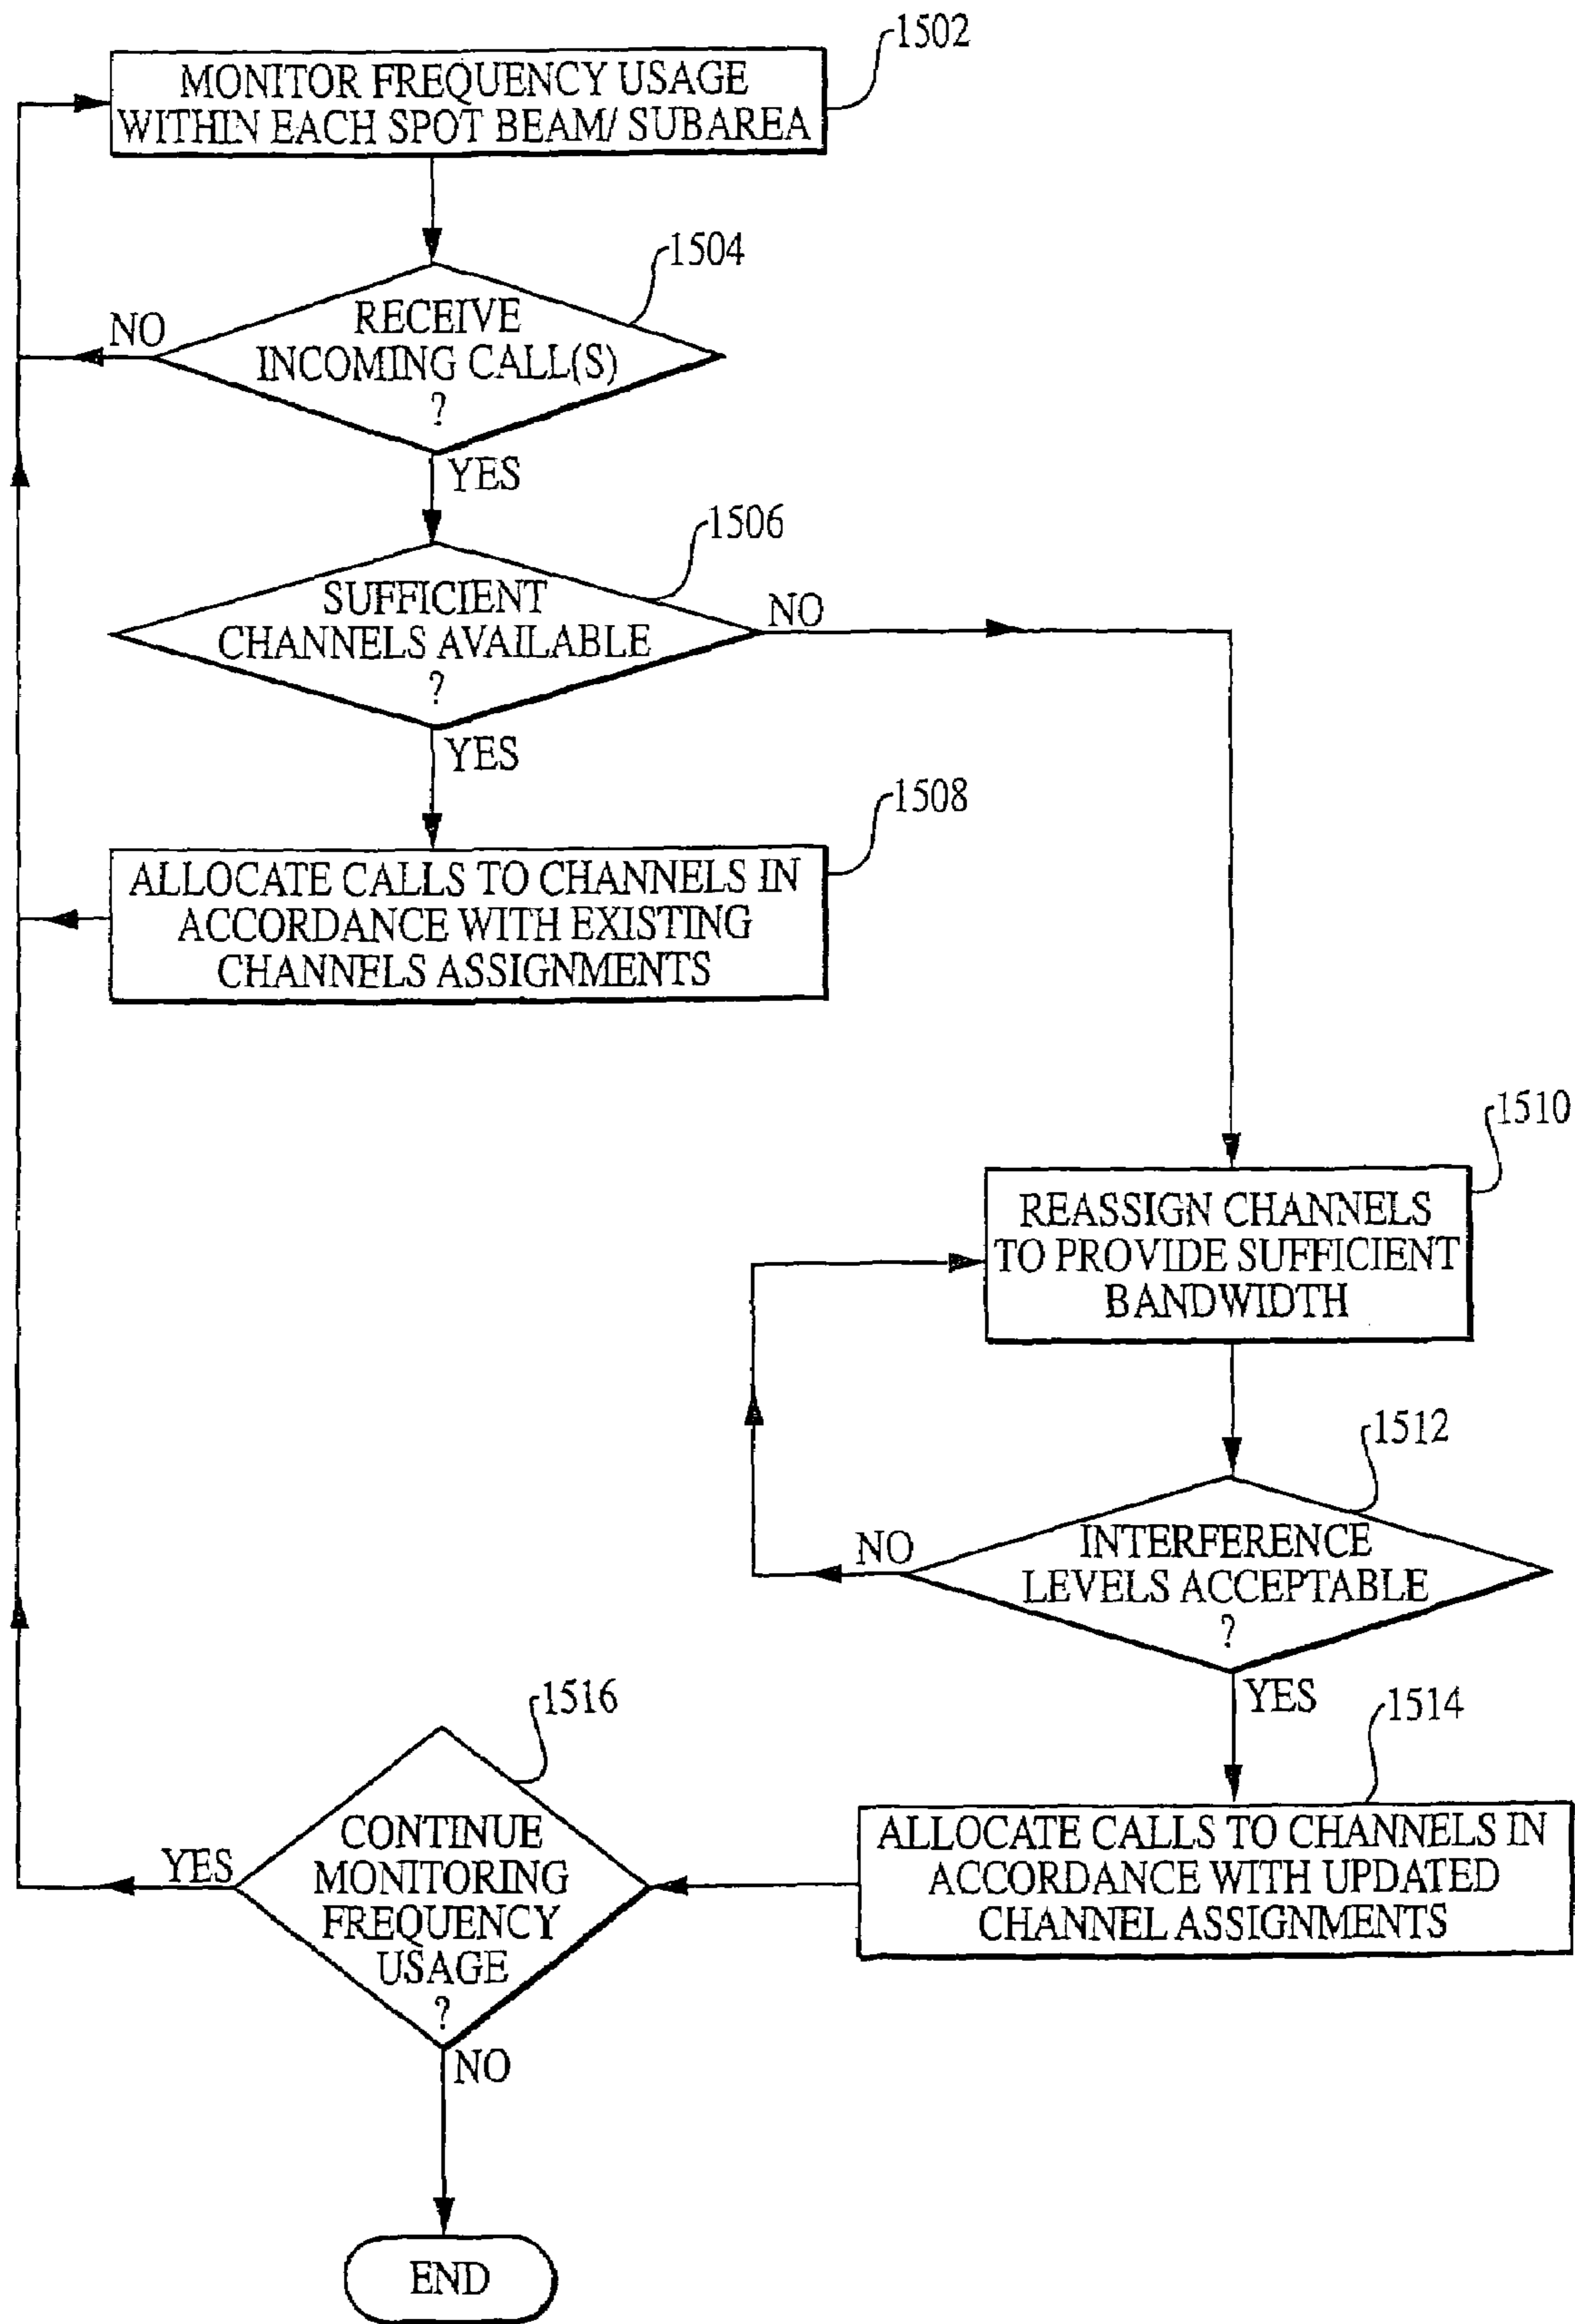 1502
MONITOR FREQUENCY USAGE
WITHIN EACH SPOT BEAM/ SUBAREA
1504
RECEIVE
INCOMING CALL(S)
?
NO
YES
1506
SUFFICIENT
CHANNELS AVAILABLE
?
NO
YES
1508
ALLOCATE CALLS TO CHANNELS IN
ACCORDANCE WITH EXISTING
CHANNELS ASSIGNMENTS
1510
REASSIGN CHANNELS
TO PROVIDE SUFFICIENT
BANDWIDTH
1512
INTERFERENCE
LEVELS ACCEPTABLE
?
NO
YES
1514
ALLOCATE CALLS TO CHANNELS IN
ACCORDANCE WITH UPDATED
CHANNEL ASSIGNMENTS
1516
CONTINUE
MONITORING
FREQUENCY
USAGE
?
YES
NO
END